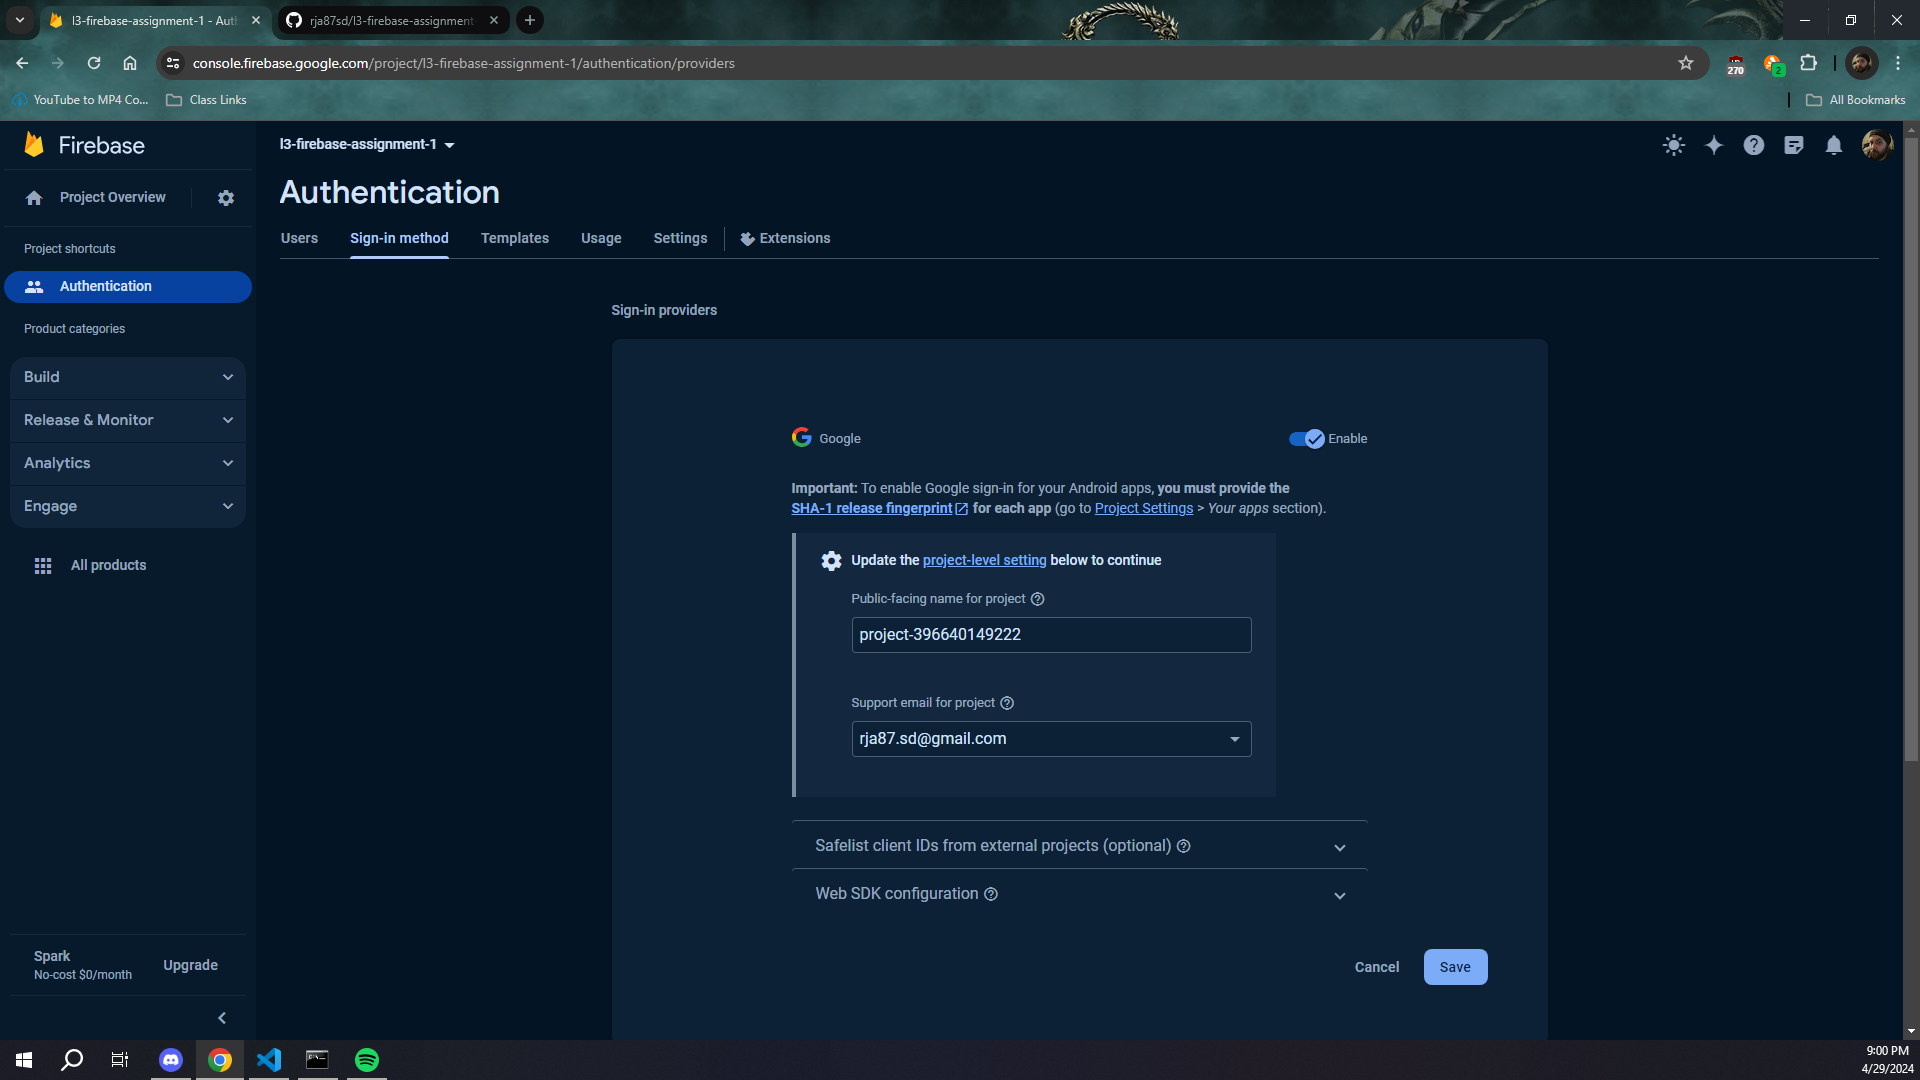 l3-firebase-assignment-1 - Auth
rja87sd/l3-firebase-assignment
console.firebase.google.com/project/l3-firebase-assignment-1/authentication/providers
270
2
YouTube to MP4 Co...
Class Links
All Bookmarks
Firebase
l3-firebase-assignment-1
Project Overview
Authentication
Users
Sign-in method
Templates
Usage
Settings
Extensions
Project shortcuts
Authentication
Product categories
Build
Release & Monitor
Analytics
Engage
All products
Sign-in providers
Google
Enable
Important: To enable Google sign-in for your Android apps, you must provide the
SHA-1 release fingerprint for each app (go to Project Settings > Your apps section).
Update the project-level setting below to continue
Public-facing name for project
project-396640149222
Support email for project
rja87.sd@gmail.com
Safelist client IDs from external projects (optional)
Web SDK configuration
Cancel
Save
Spark
No-cost $0/month
Upgrade
9:00 PM
4/29/2024